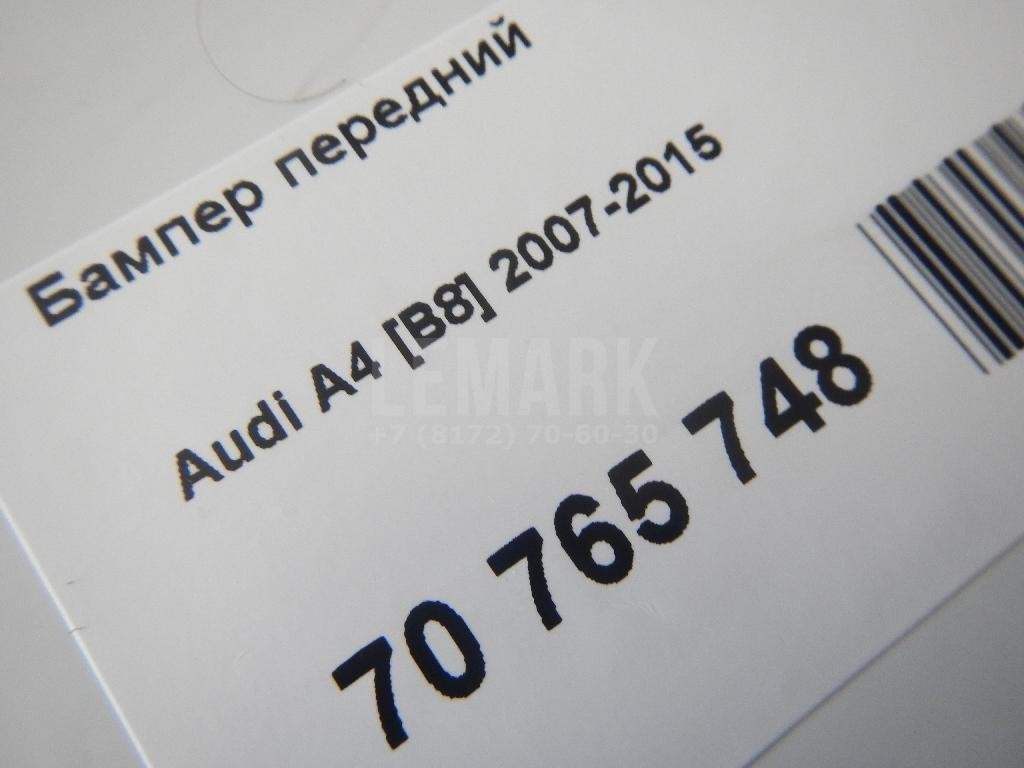 Бампер передний
Audi A4 [B8] 2007-2015
LEMARK
+7 (8172) 70-60-30
70 765 748